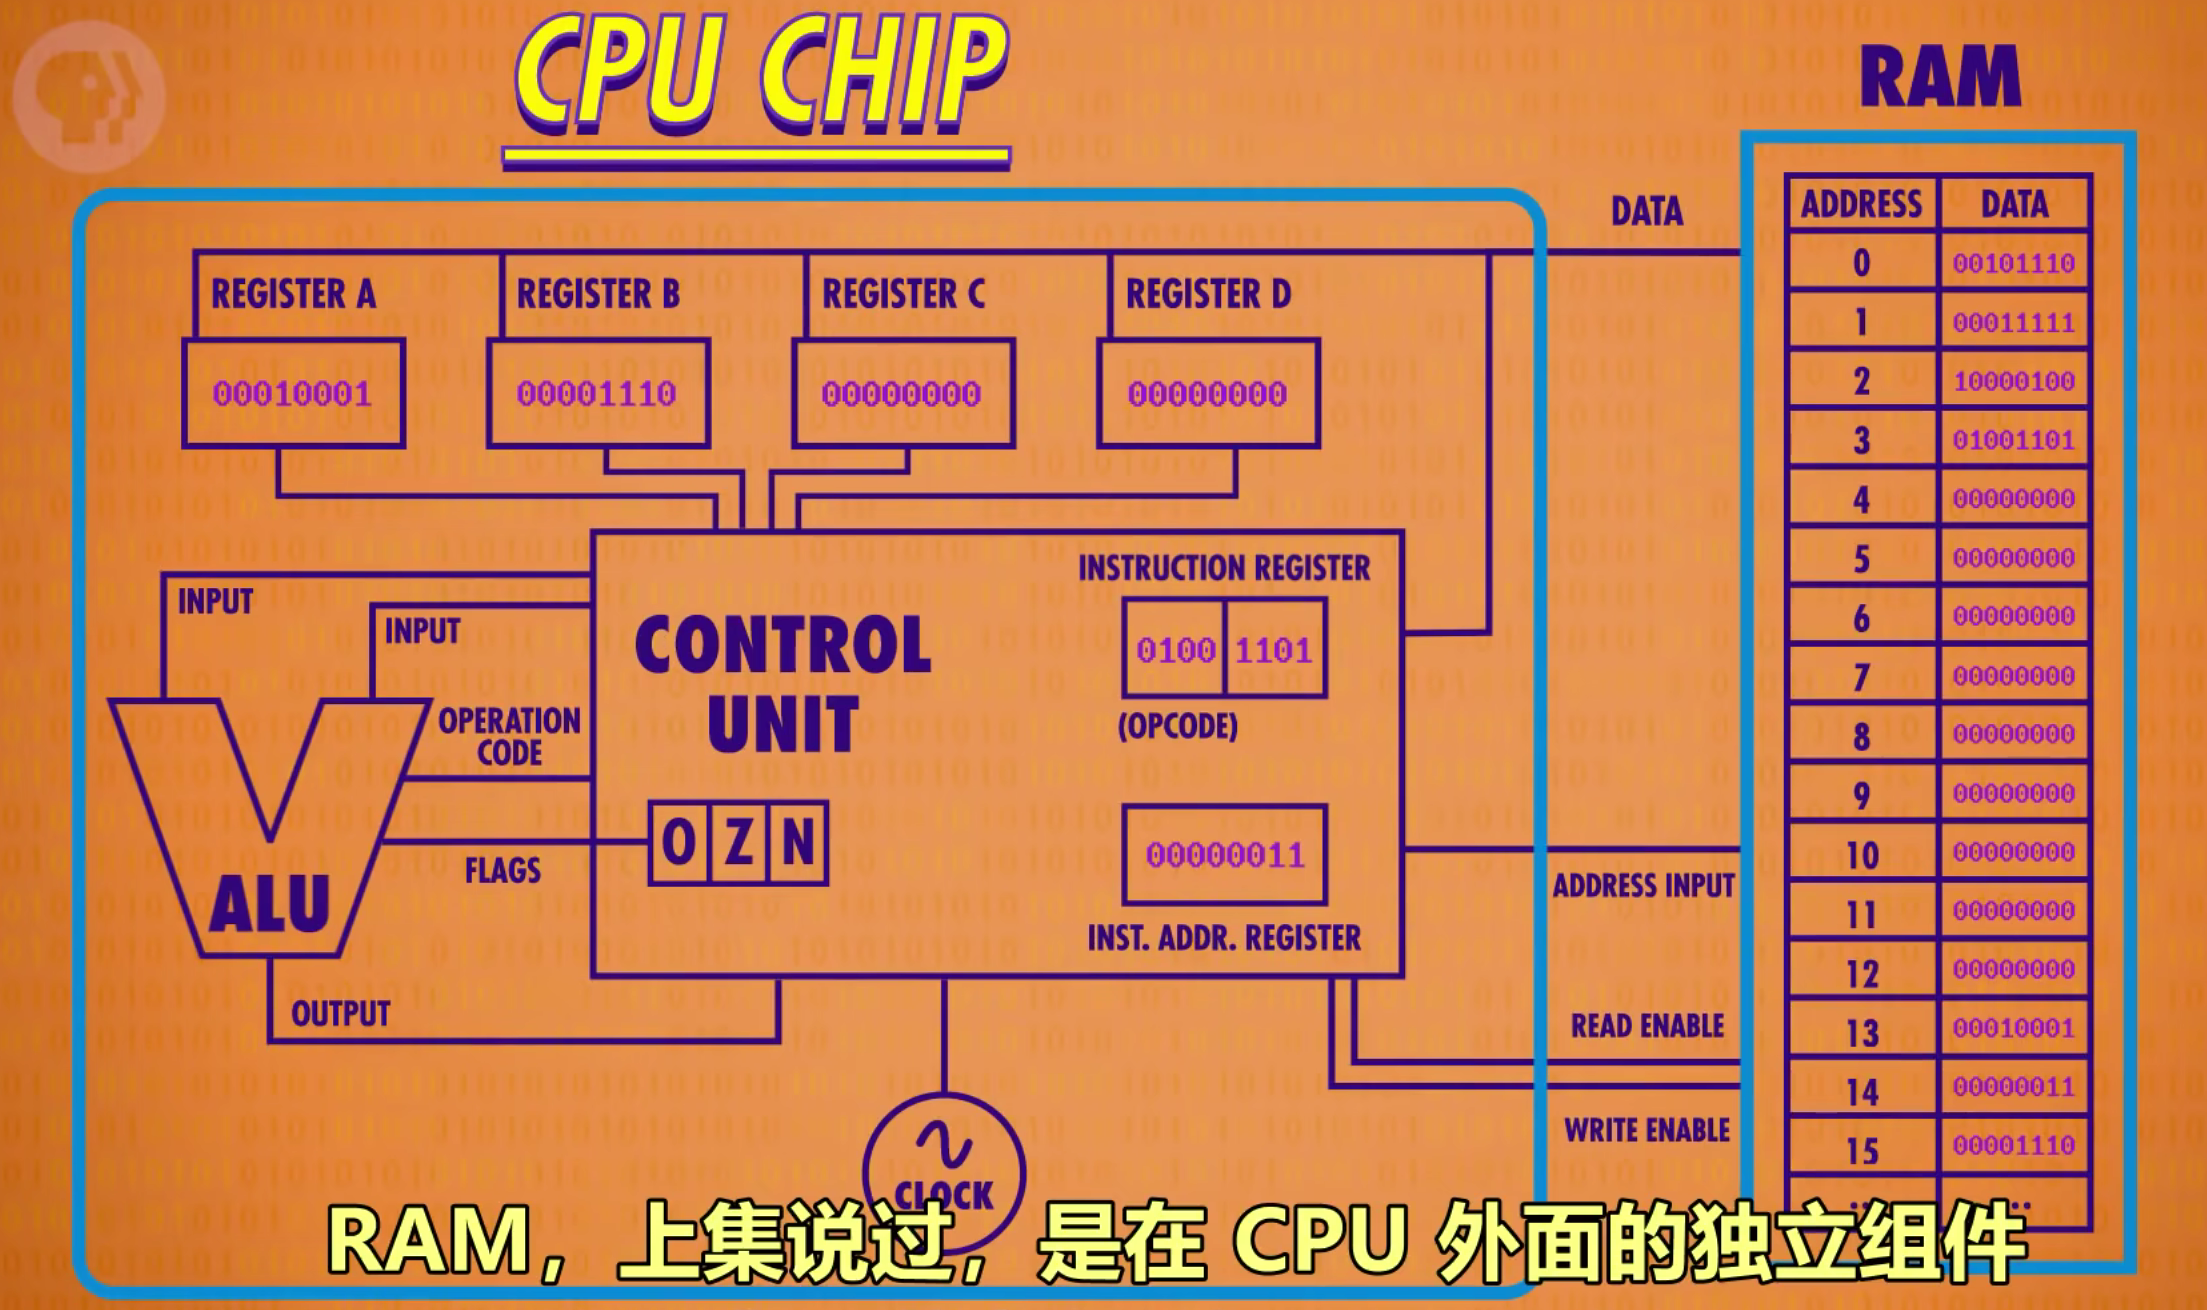 CPU CHIP
RAM
DATA
ADDRESS DATA
0 00101110
1 00011111
2 10000100
3 01001101
4 00000000
5 00000000
6 00000000
7 00000000
8 00000000
9 00000000
10 00000000
11 00000000
12 00000000
13 00010001
14 00000011
15 00001110
REGISTER A
00010001
REGISTER B
00001110
REGISTER C
00000000
REGISTER D
00000000
INPUT
INPUT
OPERATION
CODE
FLAGS
ALU
OUTPUT
CONTROL
UNIT
O Z N
INSTRUCTION REGISTER
0100 1101
(OPCODE)
00000011
INST. ADDR. REGISTER
ADDRESS INPUT
READ ENABLE
WRITE ENABLE
CLOCK
RAM，上集说过，是在 CPU 外面的独立组件